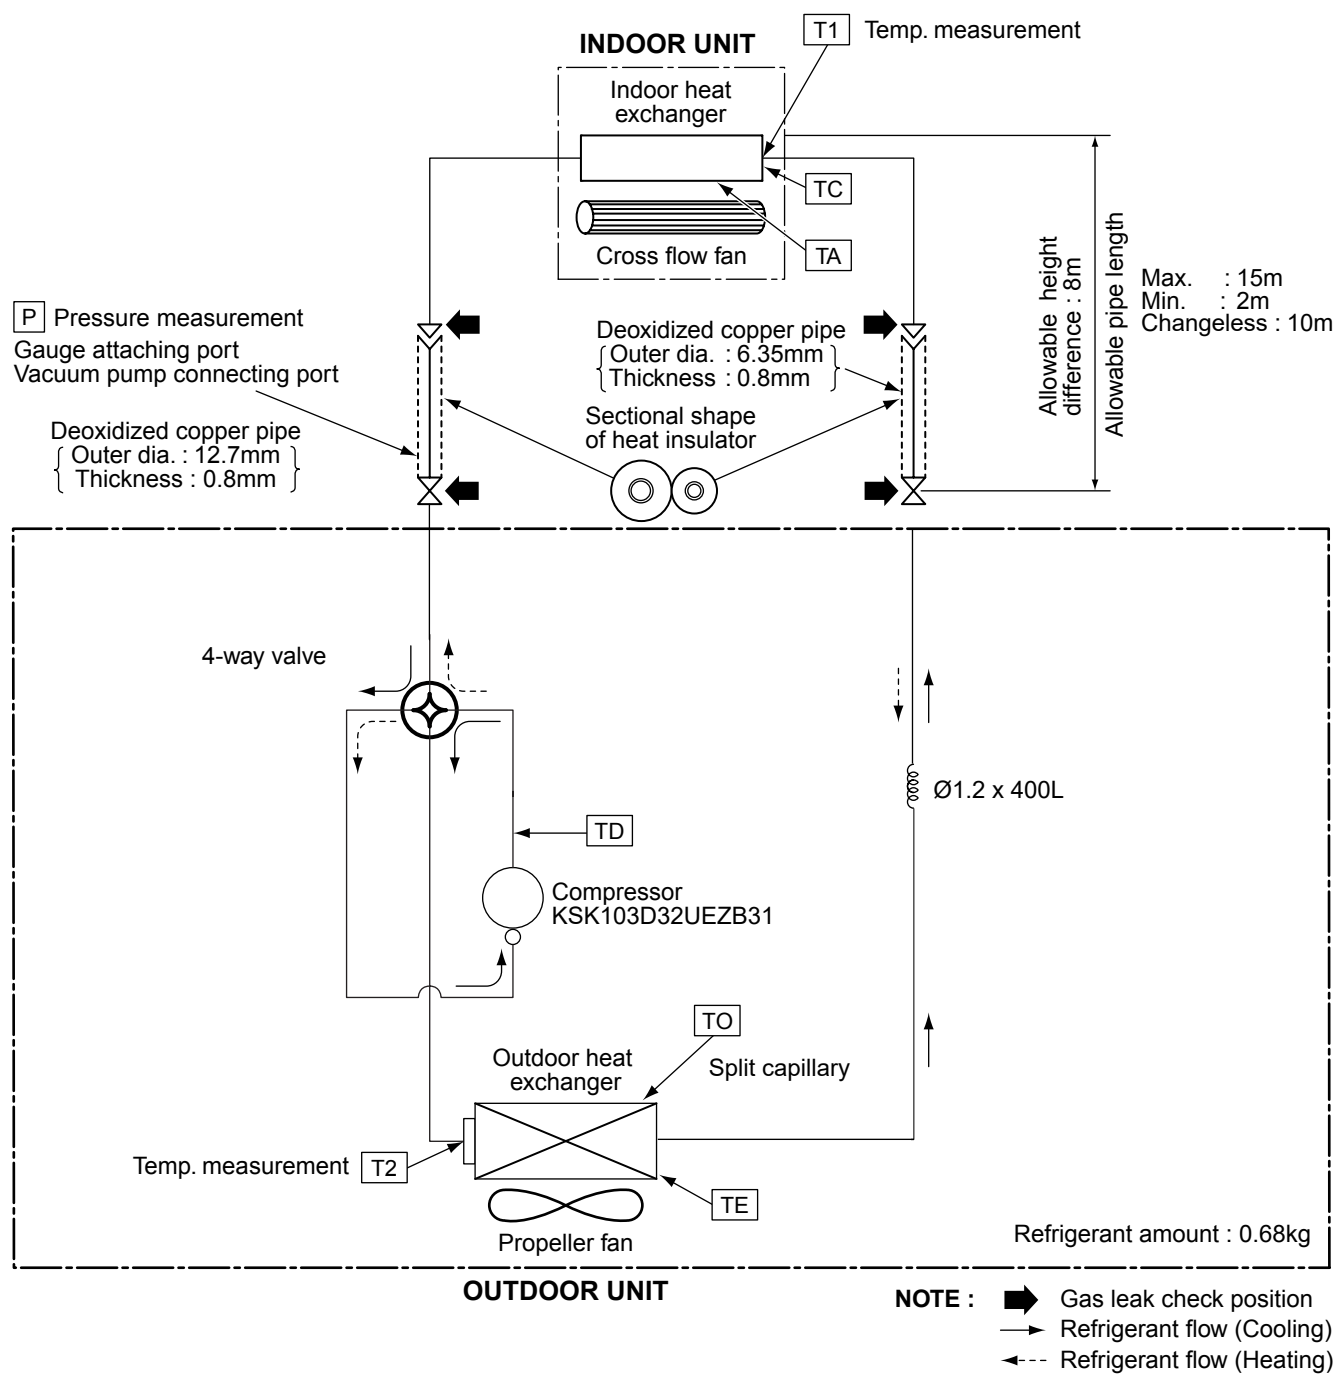 T1 Temp. measurement
INDOOR UNIT
Indoor heat
exchanger
TC
TA
Cross flow fan
Allowable height
difference : 8m
Allowable pipe length
Max. : 15m
Min. : 2m
Changeless : 10m
P Pressure measurement
Gauge attaching port
Vacuum pump connecting port
Deoxidized copper pipe
Outer dia. : 6.35mm
Thickness : 0.8mm
Sectional shape
of heat insulator
Deoxidized copper pipe
Outer dia. : 12.7mm
Thickness : 0.8mm
4-way valve
Ø1.2 x 400L
TD
Compressor
KSK103D32UEZB31
TO
Outdoor heat
exchanger
Split capillary
Temp. measurement T2
TE
Propeller fan
Refrigerant amount : 0.68kg
OUTDOOR UNIT
NOTE : Gas leak check position
Refrigerant flow (Cooling)
Refrigerant flow (Heating)